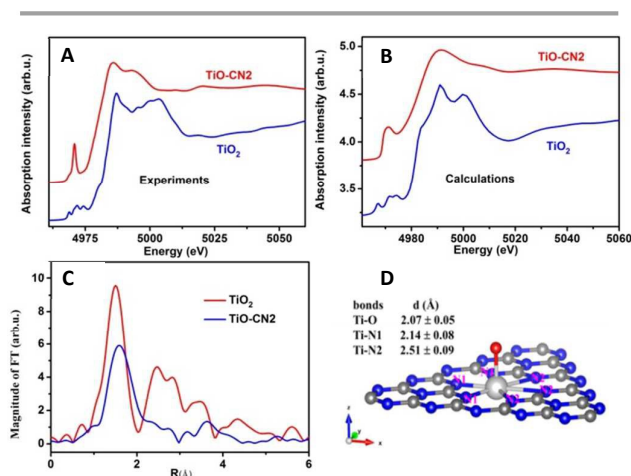 A
B
TiO-CN2
TiO₂
Experiments
Absorption intensity (arb.u.)
4975 5000 5025 5050
Energy (eV)
5.0
4.5
4.0
3.5
TiO-CN2
TiO₂
Calculations
Absorption intensity (arb.u.)
4980 5000 5020 5040 5060
Energy (eV)
C
D
10
8
6
4
2
0
TiO₂
TiO-CN2
Magnitude of FT (arb.u.)
0 2 4 6
R(Å)
bonds d (Å)
Ti-O 2.07 ± 0.05
Ti-N1 2.14 ± 0.08
Ti-N2 2.51 ± 0.09
N1
z
y
x